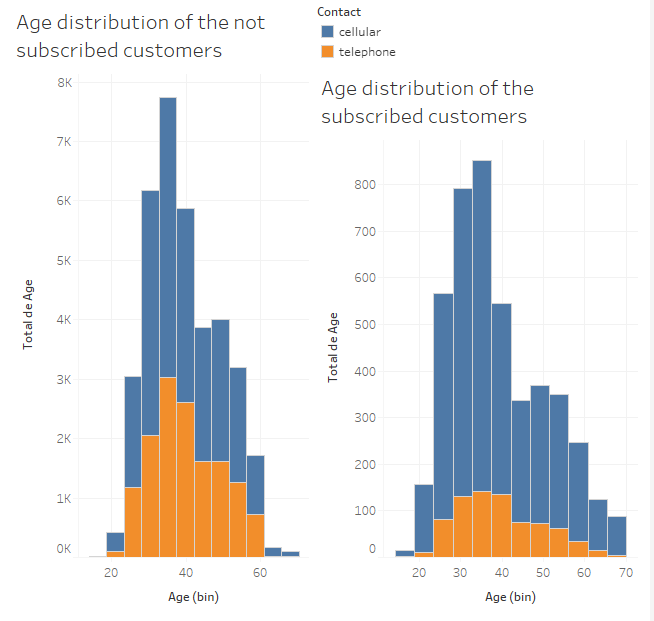 Age distribution of the not
subscribed customers
8K
7K
6K
5K
4K
3K
2K
1K
0K
Total de Age
20
40
60
Age (bin)
Contact
cellular
telephone
Age distribution of the
subscribed customers
800
700
600
500
400
300
200
100
0
Total de Age
20
30
40
50
60
70
Age (bin)